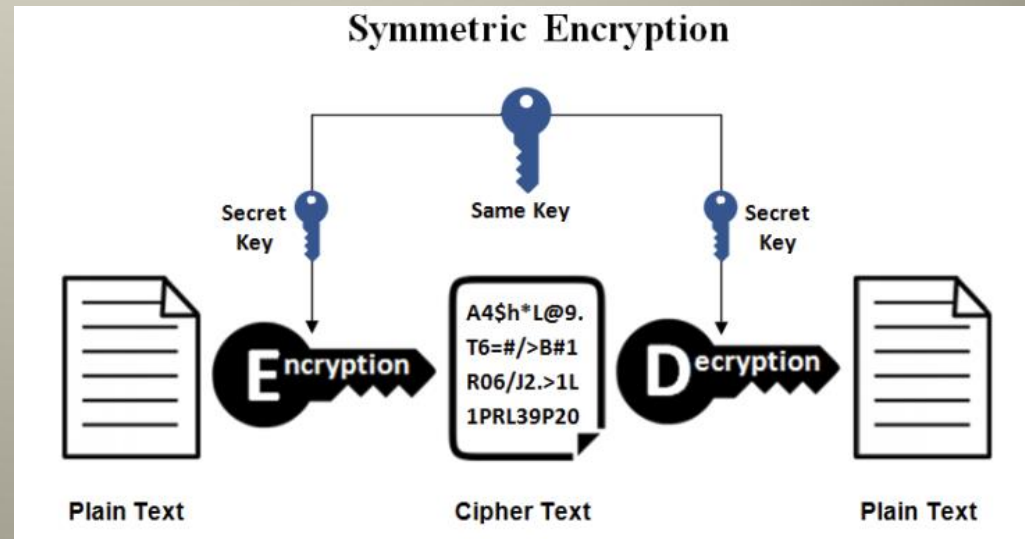 Symmetric Encryption
Same Key
Secret
Key
Secret
Key
Encryption
A4$h*L@9.
T6=#/>B#1
R06/J2.>1L
1PRL39P20
Decryption
Plain Text
Cipher Text
Plain Text